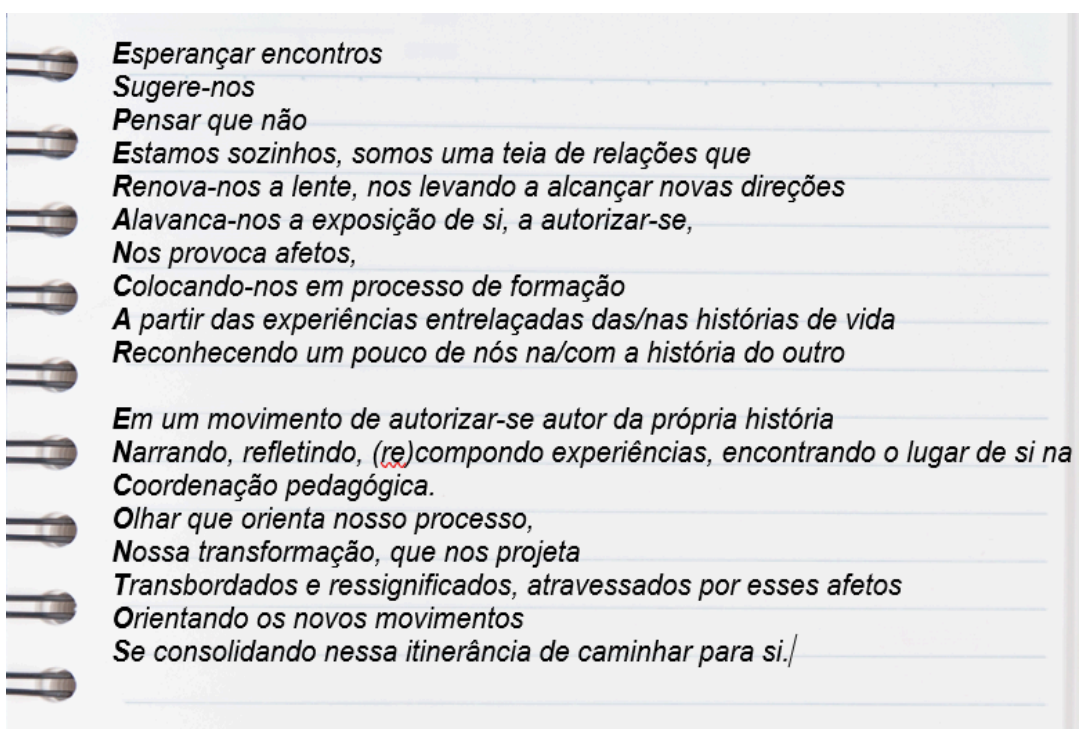 Esperançar encontros
Sugere-nos
Pensar que não
Estamos sozinhos, somos uma teia de relações que
Renova-nos a lente, nos levando a alcançar novas direções
Alavanca-nos a exposição de si, a autorizar-se,
Nos provoca afetos,
Colocando-nos em processo de formação
A partir das experiências entrelaçadas das/nas histórias de vida
Reconhecendo um pouco de nós na/com a história do outro

Em um movimento de autorizar-se autor da própria história
Narrando, refletindo, (re)compondo experiências, encontrando o lugar de si na
Coordenação pedagógica.
Olhar que orienta nosso processo,
Nossa transformação, que nos projeta
Transbordados e ressignificados, atravessados por esses afetos
Orientando os novos movimentos
Se consolidando nessa itinerância de caminhar para si.